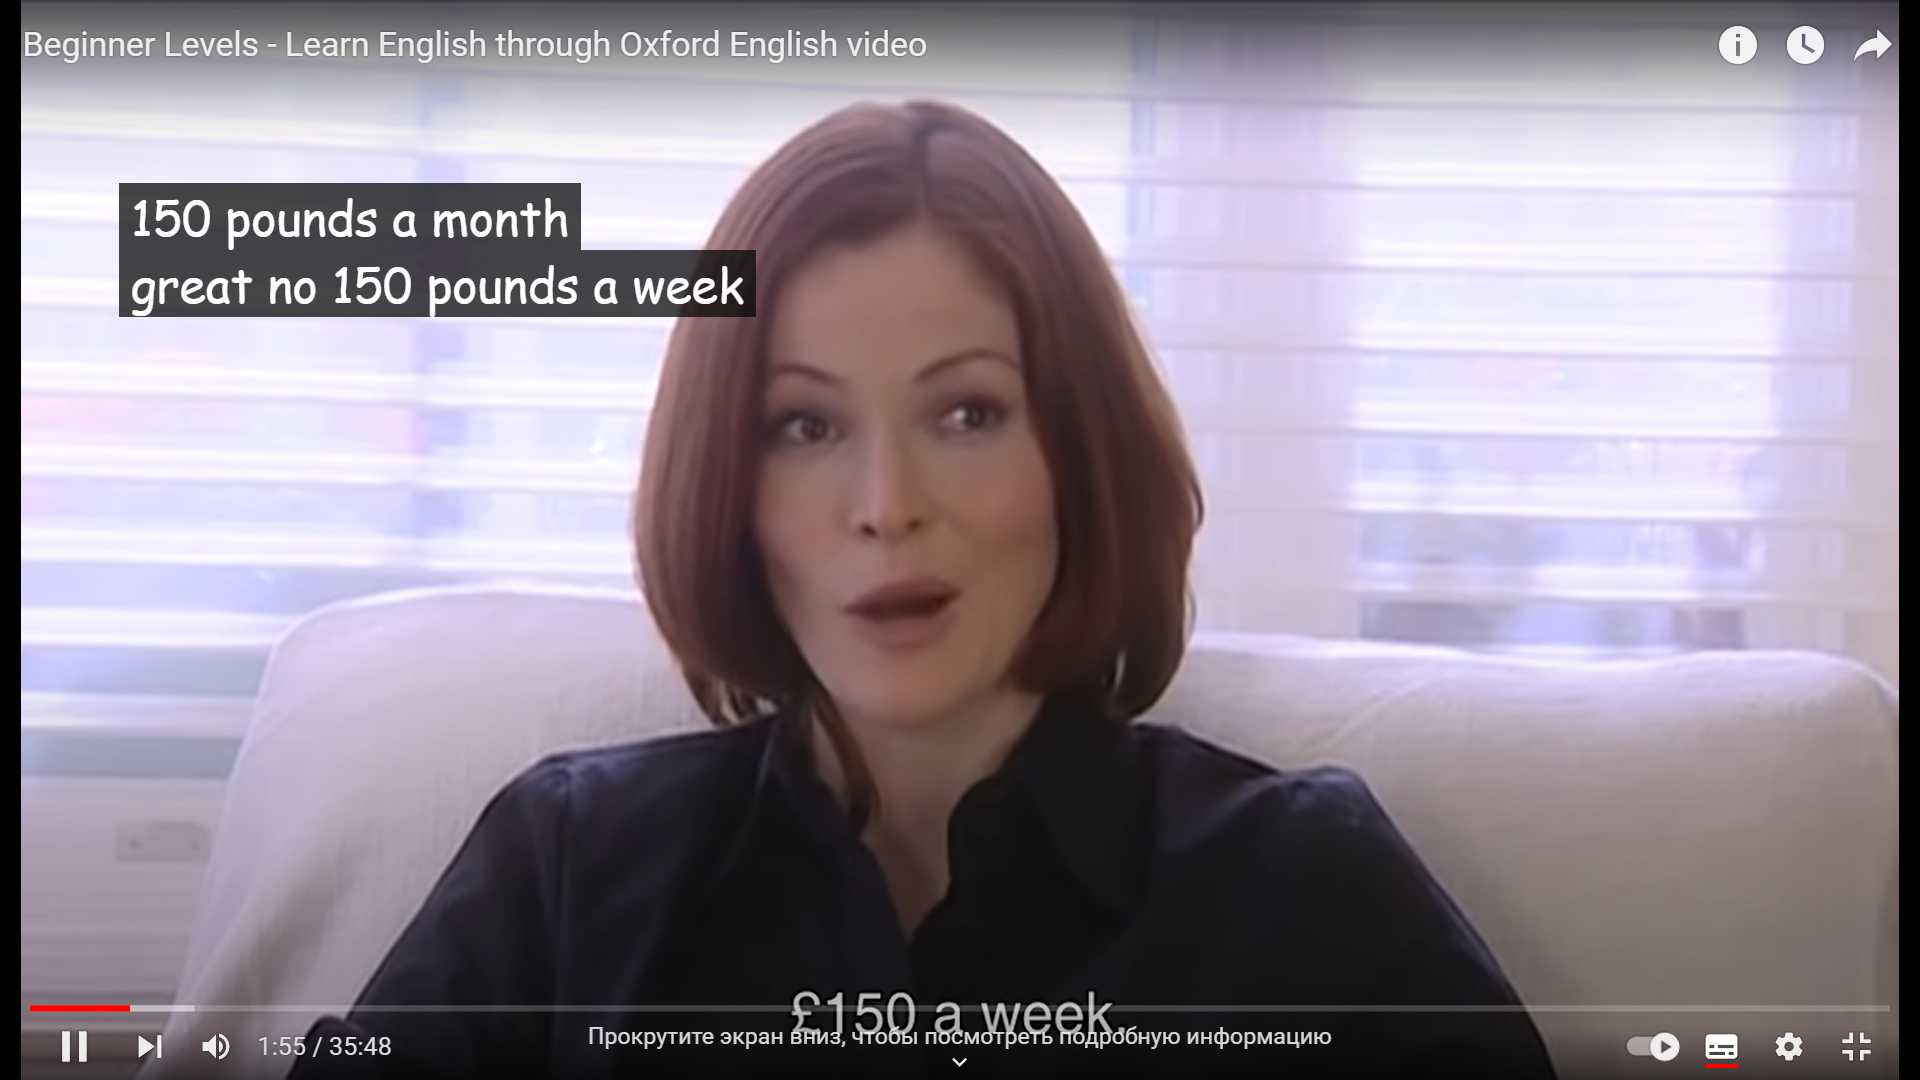 Beginner Levels - Learn English through Oxford English video
150 pounds a month
great no 150 pounds a week
£150 a week.
Прокрутите экран вниз, чтобы посмотреть подробную информацию
1:55 / 35:48